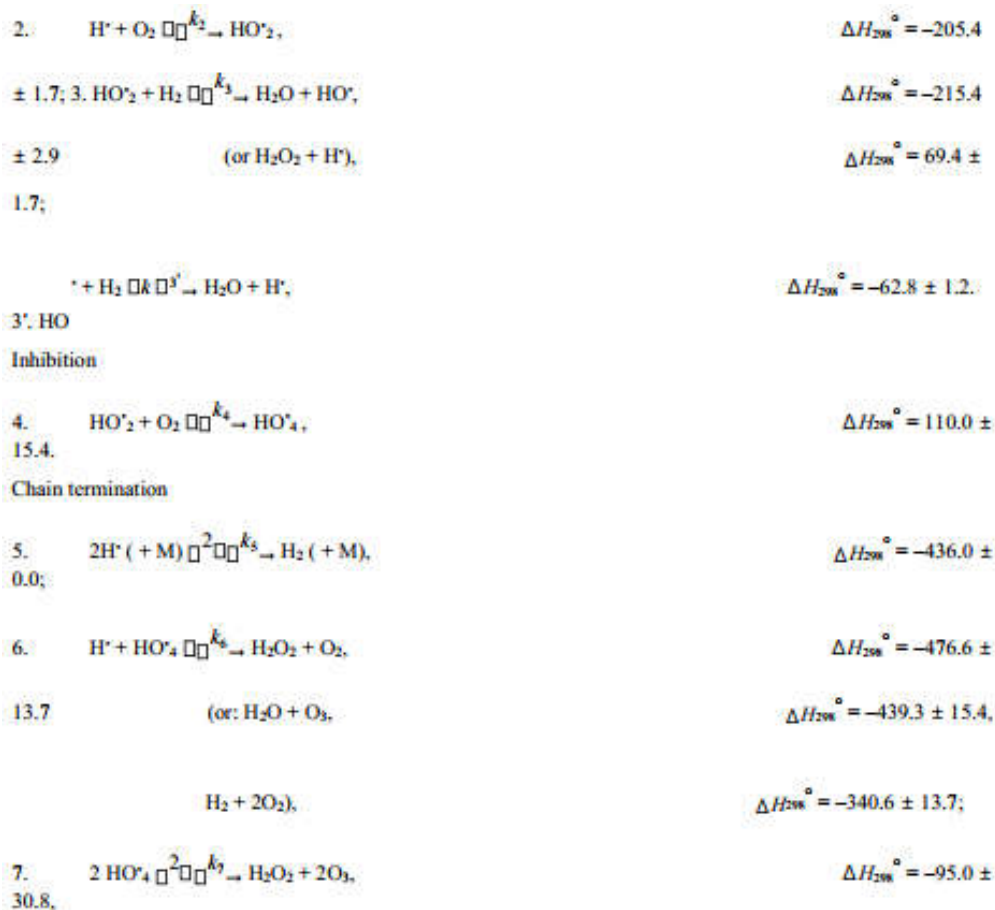 2. H• + O₂ □□^k₂→ HO•₂, ΔH₂₉₈° = –205.4
± 1.7; 3. HO•₂ + H₂ □□^k₃→ H₂O + HO•, ΔH₂₉₈° = –215.4
± 2.9 (or H₂O₂ + H•), ΔH₂₉₈° = 69.4 ±
1.7;
• + H₂ □k□^3'→ H₂O + H•, ΔH₂₉₈° = –62.8 ± 1.2.
3'. HO
Inhibition
4. HO•₂ + O₂ □□^k₄→ HO•₄, ΔH₂₉₈° = 110.0 ±
15.4.
Chain termination
5. 2H• ( + M) □²□□^k₅→ H₂ ( + M), ΔH₂₉₈° = –436.0 ±
0.0;
6. H• + HO•₄ □□^k₆→ H₂O₂ + O₂, ΔH₂₉₈° = –476.6 ±
13.7 (or: H₂O + O₃, ΔH₂₉₈° = –439.3 ± 15.4,
H₂ + 2O₂), ΔH₂₉₈° = –340.6 ± 13.7;
7. 2 HO•₄ □²□□^k₇→ H₂O₂ + 2O₃, ΔH₂₉₈° = –95.0 ±
30.8,